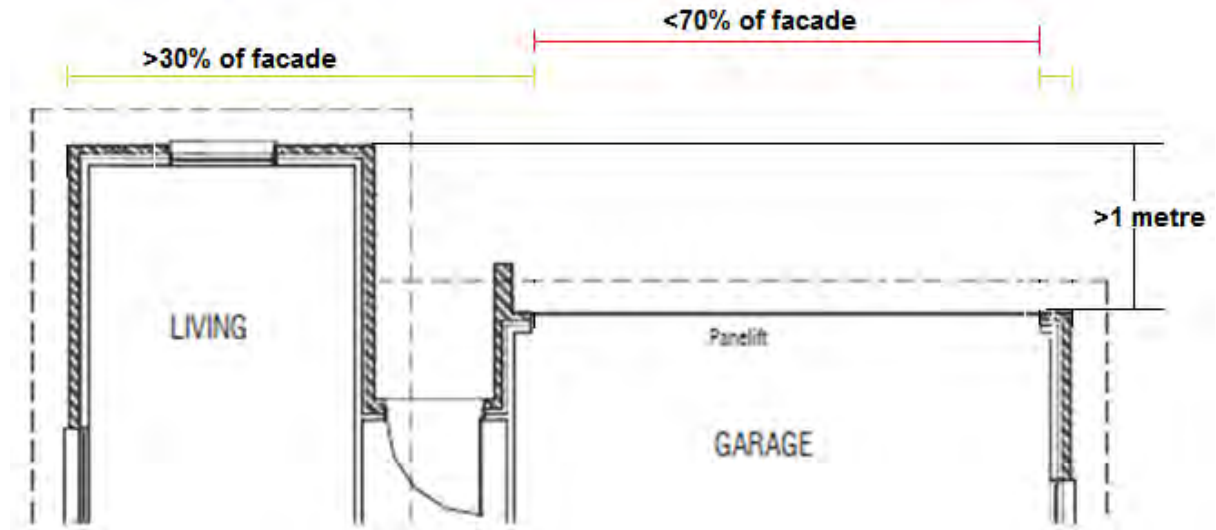 <70% of facade
>30% of facade
>1 metre
LIVING
Panelift
GARAGE